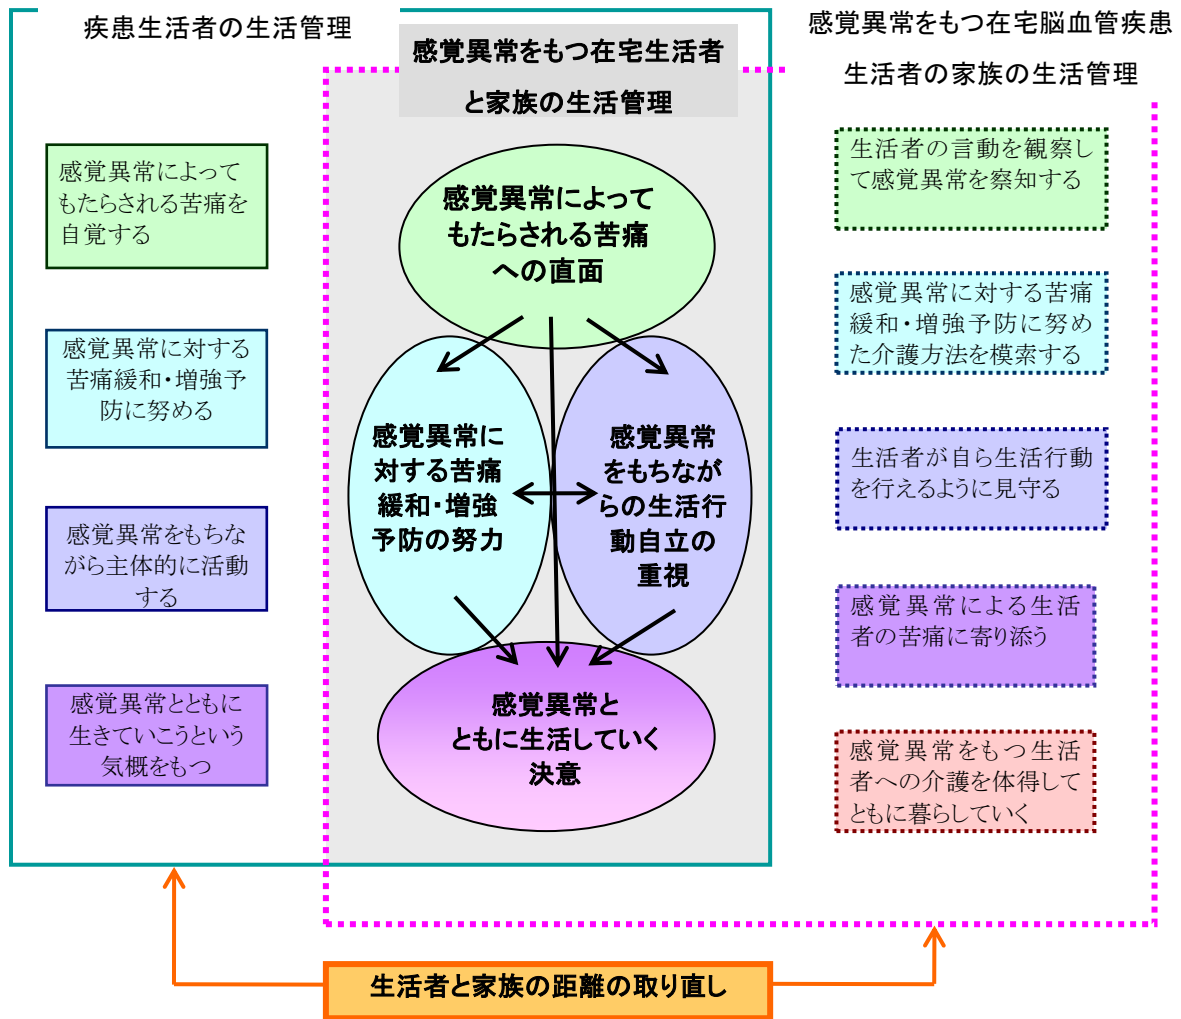 疾患生活者の生活管理
感覚異常をもつ在宅生活者
と家族の生活管理
感覚異常をもつ在宅脳血管疾患
生活者の家族の生活管理
感覚異常によって
もたらされる苦痛を
自覚する
感覚異常に対する
苦痛緩和・増強予
防に努める
感覚異常をもちな
がら主体的に活動
する
感覚異常とともに
生きていこうという
気概をもつ
感覚異常によって
もたらされる苦痛
への直面
感覚異常に
対する苦痛
緩和・増強
予防の努力
感覚異常
をもちなが
らの生活行
動自立の
重視
感覚異常と
ともに生活していく
決意
生活者の言動を観察し
て感覚異常を察知する
感覚異常に対する苦痛
緩和・増強予防に努め
た介護方法を模索する
生活者が自ら生活行動
を行えるように見守る
感覚異常による生活
者の苦痛に寄り添う
感覚異常をもつ生活
者への介護を体得して
ともに暮らしていく
生活者と家族の距離の取り直し